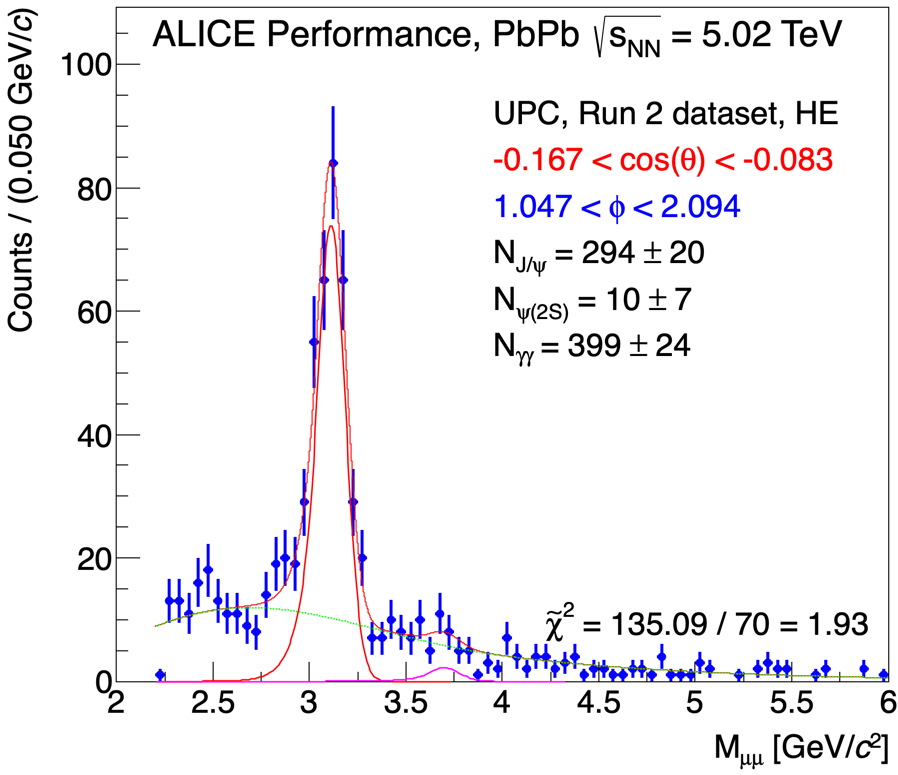 ALICE Performance, PbPb √sNN = 5.02 TeV
UPC, Run 2 dataset, HE
-0.167 < cos(θ) < -0.083
1.047 < ϕ < 2.094
NJ/ψ = 294 ± 20
Nψ(2S) = 10 ± 7
Nγγ = 399 ± 24
χ̃² = 135.09 / 70 = 1.93
Counts / (0.050 GeV/c)
100
80
60
40
20
0
2 2.5 3 3.5 4 4.5 5 5.5 6
Mμμ [GeV/c²]